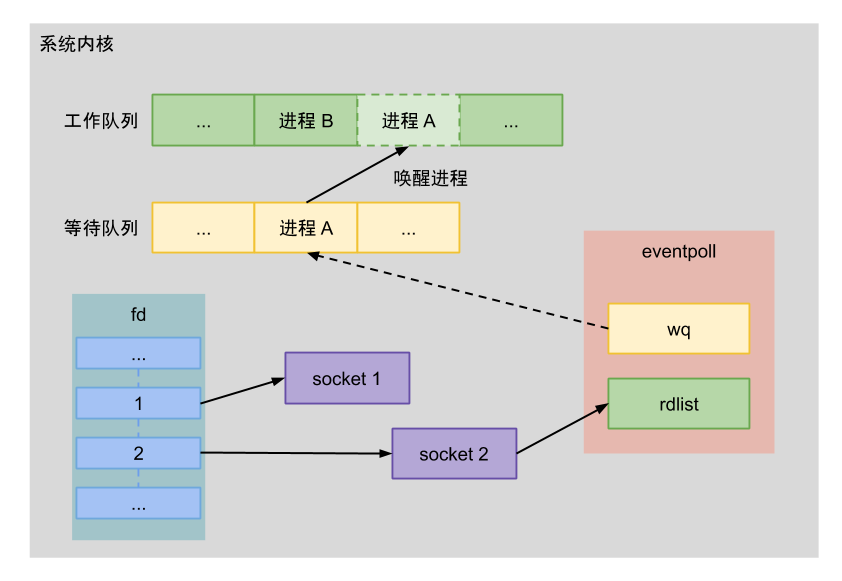 系统内核
工作队列
...
进程 B
进程 A
...
唤醒进程
等待队列
...
进程 A
...
eventpoll
wq
rdlist
fd
...
1
2
...
socket 1
socket 2